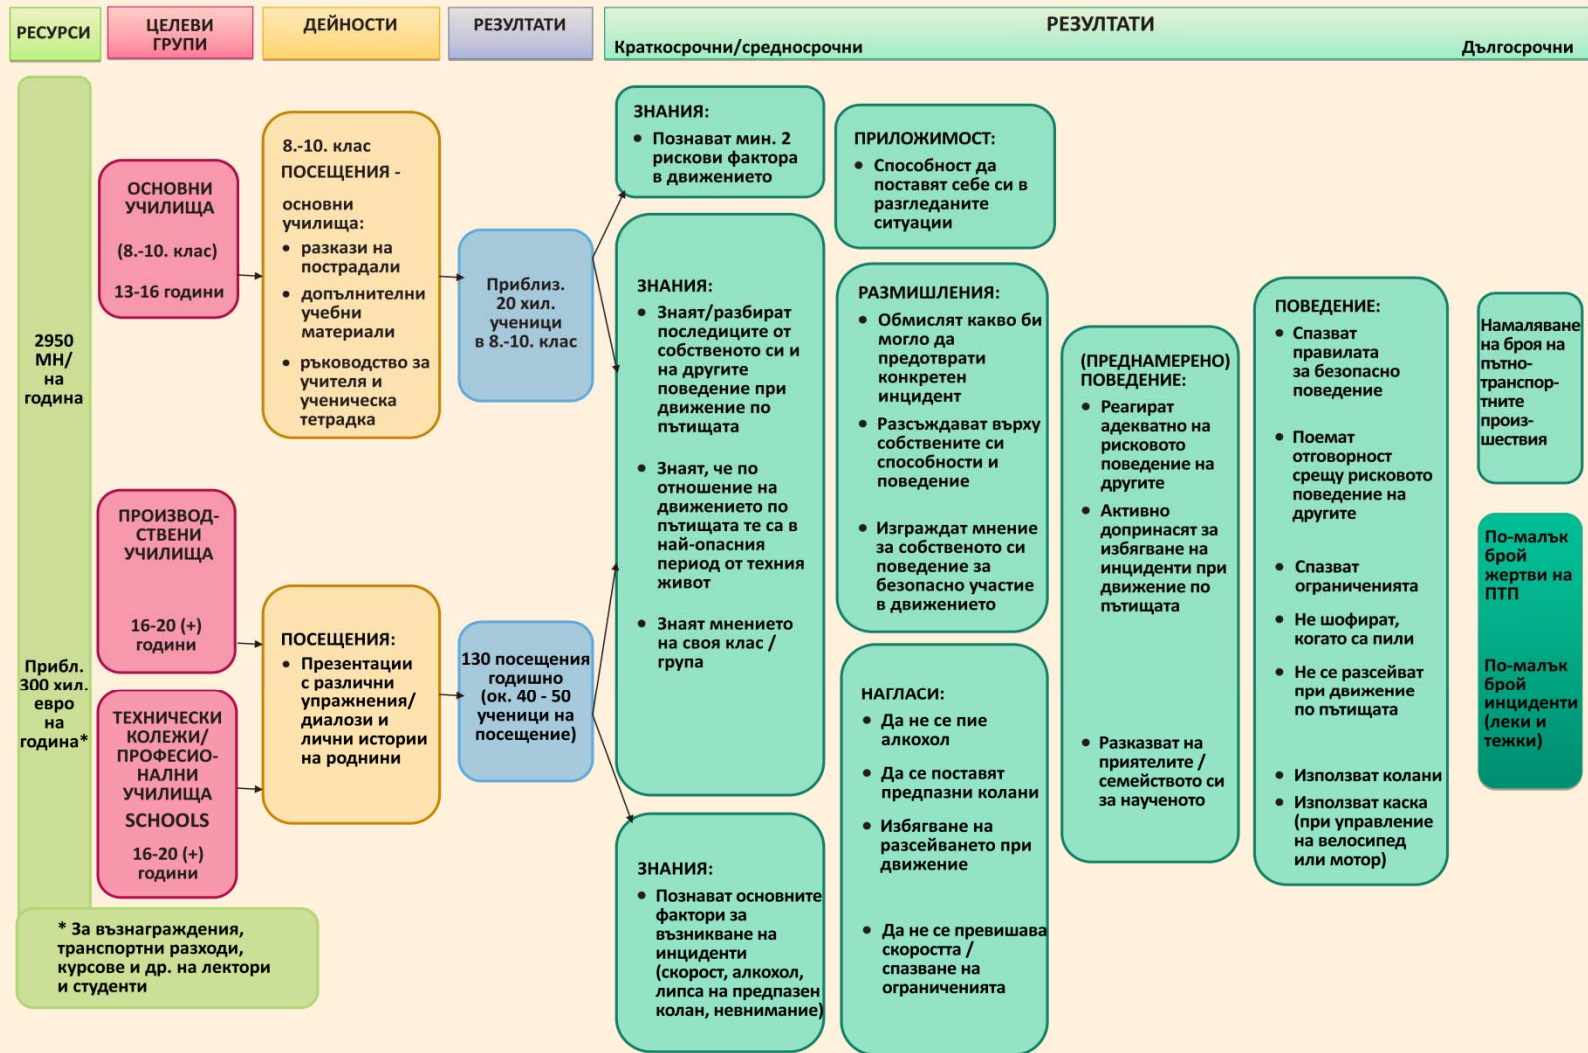 РЕСУРСИ
ЦЕЛЕВИ
ГРУПИ
ДЕЙНОСТИ
РЕЗУЛТАТИ
РЕЗУЛТАТИ
Краткосрочни/средносрочни
Дългосрочни
2950
МН/
на
година
Прибл.
300 хил.
евро
на
година*
* За възнаграждения,
транспортни разходи,
курсове и др. на лектори
и студенти
ОСНОВНИ
УЧИЛИЩА
(8.-10. клас)
13-16 години
ПРОИЗВОД-
СТВЕНИ
УЧИЛИЩА
16-20 (+)
години
ТЕХНИЧЕСКИ
КОЛЕЖИ/
ПРОФЕСИО-
НАЛНИ
УЧИЛИЩА
SCHOOLS
16-20 (+)
години
8.-10. клас
ПОСЕЩЕНИЯ -
основни
училища:
• разкази на
пострадали
• допълнителни
учебни
материали
• ръководство за
учителя и
ученическа
тетрадка
ПОСЕЩЕНИЯ:
• Презентации
с различни
упражнения/
диалози и
лични истории
на роднини
Приблиз.
20 хил.
ученици
в 8.-10. клас
130 посещения
годишно
(ок. 40 - 50
ученици на
посещение)
ЗНАНИЯ:
• Познават мин. 2
рискови фактора
в движението
ЗНАНИЯ:
• Знаят/разбират
последиците от
собственото си и
на другите
поведение при
движение по
пътищата
• Знаят, че по
отношение на
движението по
пътищата те са в
най-опасния
период от техния
живот
• Знаят мнението
на своя клас /
група
ЗНАНИЯ:
• Познават основните
фактори за
възникване на
инциденти
(скорост, алкохол,
липса на предпазен
колан, невнимание)
ПРИЛОЖИМОСТ:
• Способност да
поставят себе си в
разгледаните
ситуации
РАЗМИШЛЕНИЯ:
• Обмислят какво би
могло да
предотврати
конкретен
инцидент
• Разсъждават върху
собствените си
способности и
поведение
• Изграждат мнение
за собственото си
поведение за
безопасно участие
в движението
НАГЛАСИ:
• Да не се пие
алкохол
• Да се поставят
предпазни колани
• Избягване на
разсейването при
движение
• Да не се превишава
скоростта /
спазване на
ограниченията
(ПРЕДНАМЕРЕНО)
ПОВЕДЕНИЕ:
• Реагират
адекватно на
рисковото
поведение на
другите
• Активно
допринасят за
избягване на
инциденти при
движение по
пътищата
• Разказват на
приятелите /
семейството си
за наученото
ПОВЕДЕНИЕ:
• Спазват
правилата
за безопасно
поведение
• Поемат
отговорност
срещу рисковото
поведение на
другите
• Спазват
ограниченията
• Не шофират,
когато са пили
• Не се разсейват
при движение
по пътищата
• Използват колани
• Използват каска
(при управление
на велосипед
или мотор)
Намаляване
на броя на
пътно-
транспор-
тните
произ-
шествия
По-малък
брой
жертви на
ПТП
По-малък
брой
инциденти
(леки и
тежки)